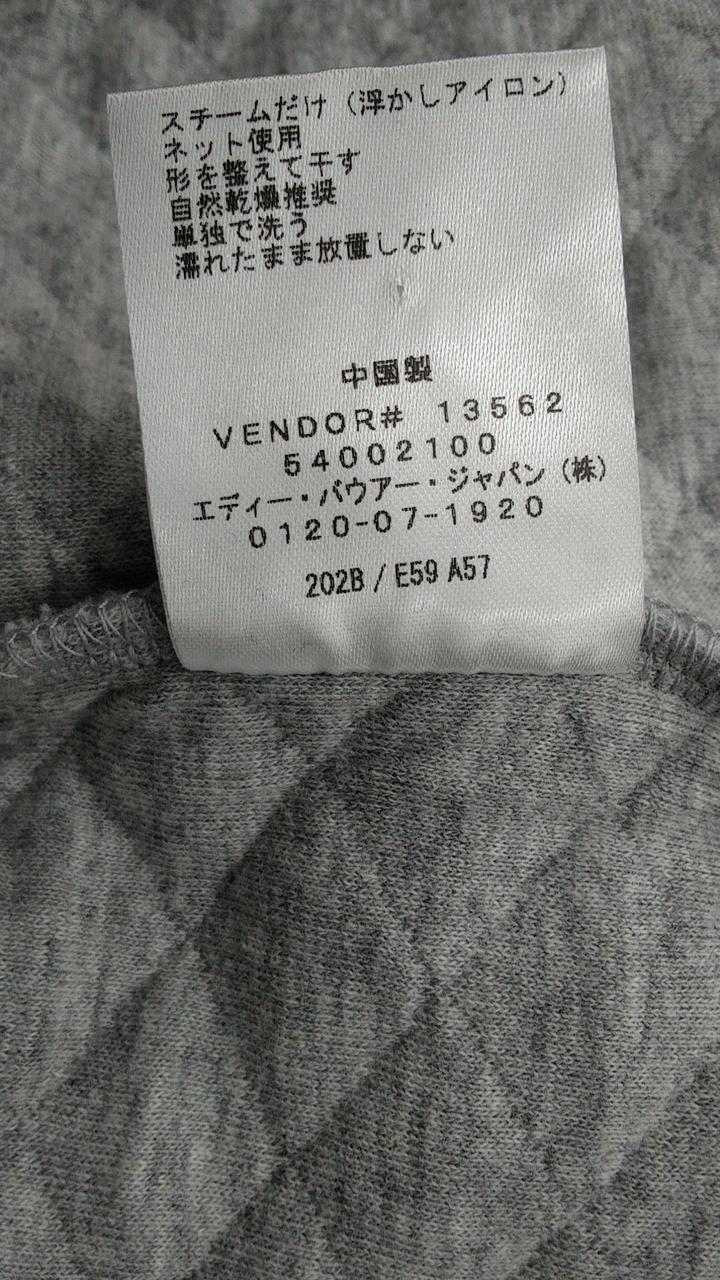 スチームだけ（浮かしアイロン）
ネット使用
形を整えて干す
自然乾燥推奨
単独で洗う
濡れたまま放置しない
中国製
VENDOR# 13562
54002100
エディー・バウアー・ジャパン（株）
0120-07-1920
202B / E59 A57